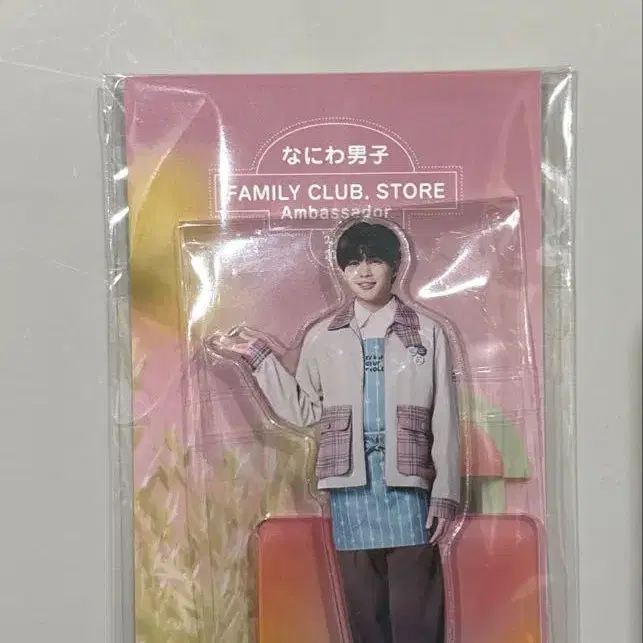 なにわ男子
FAMILY CLUB. STORE
Ambassador